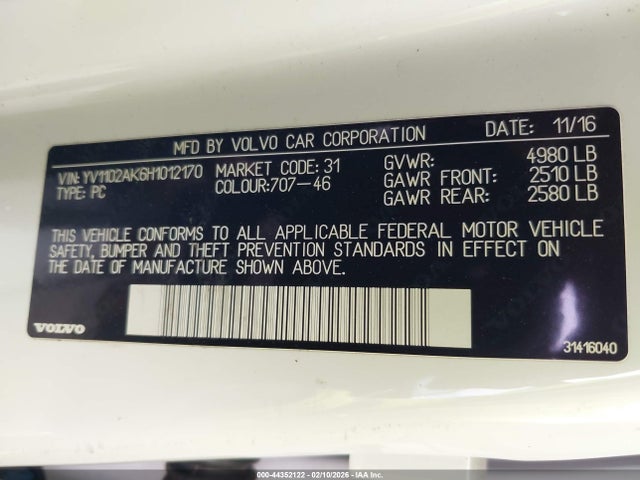 MFD BY VOLVO CAR CORPORATION DATE: 11/16
VIN: YV1102AK6H1012170 MARKET CODE: 31 GVWR: 4980 LB
TYPE: PC COLOUR:707-46 GAWR FRONT: 2510 LB
GAWR REAR: 2580 LB
THIS VEHICLE CONFORMS TO ALL APPLICABLE FEDERAL MOTOR VEHICLE
SAFETY, BUMPER AND THEFT PREVENTION STANDARDS IN EFFECT ON
THE DATE OF MANUFACTURE SHOWN ABOVE.
VOLVO
31416040
000-44352122 - 02/10/2026 - IAA Inc.